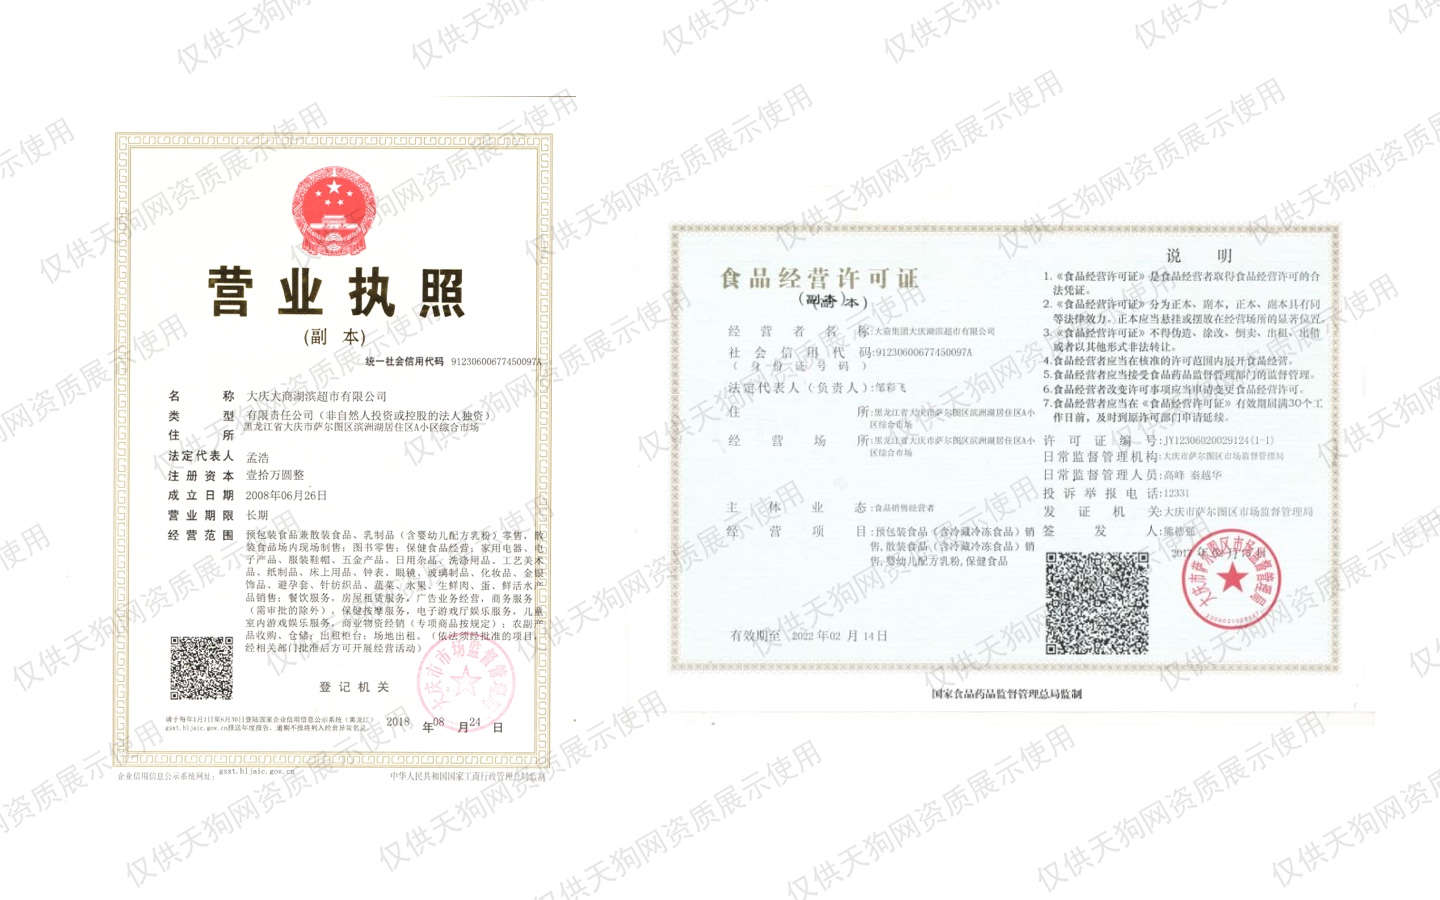 营业执照
(副 本)
统一社会信用代码 91230600677450097A
名 称 大庆大商湖滨超市有限公司
类 型 有限责任公司（非自然人投资或控股的法人独资）
住 所 黑龙江省大庆市萨尔图区滨洲湖居住区A小区综合市场
法定代表人 孟浩
注册资本 壹拾万圆整
成立日期 2008年06月26日
营业期限 长期
经营范围 预包装食品兼散装食品、乳制品（含婴幼儿配方乳粉）零售，散
装食品场内现场制售；图书零售；保健食品经营；家用电器、电
子产品、服装鞋帽、五金产品、日用杂品、洗涤用品、工艺美术
品、纸制品、床上用品、钟表、眼镜、玻璃制品、化妆品、金银
饰品、避孕套、针纺织品、蔬菜、水果、生鲜肉、蛋、鲜活水产
品销售；餐饮服务，房屋租赁服务，广告业务经营，商务服务
（需审批的除外），保健按摩服务，电子游戏厅娱乐服务，儿童
室内游戏娱乐服务，商业物资经销（专项商品按规定）；农副产
品收购、仓储；出租柜台；场地出租。（依法须经批准的项目，
经相关部门批准后方可开展经营活动）
登记机关
大庆市市场监督管理局
2018 年08 月24 日
请于每年1月1日至6月30日登陆国家企业信用信息公示系统（黑龙江）
gsxt.hljaic.gov.cn报送年度报告，逾期不报将列入经营异常名录。
企业信用信息公示系统网址：gsxt.hljaic.gov.cn
中华人民共和国国家工商行政管理总局监制
食品经营许可证
(副本)
经营者名称:大商集团大庆湖滨超市有限公司
社会信用代码:91230600677450097A
(身份证号码)
法定代表人(负责人):邹彩飞
住 所:黑龙江省大庆市萨尔图区滨洲湖居住区A小
区综合市场
经营场所:黑龙江省大庆市萨尔图区滨洲湖居住区A小
区综合市场
主体业态:食品销售经营者
经营项目:预包装食品（含冷藏冷冻食品）销
售,散装食品（含冷藏冷冻食品）销
售,婴幼儿配方乳粉,保健食品
有效期至 2022 年02 月 14日
说 明
1.《食品经营许可证》是食品经营者取得食品经营许可的合
法凭证。
2.《食品经营许可证》分为正本、副本，正本、副本具有同
等法律效力。正本应当悬挂或摆放在经营场所的显著位置。
3.《食品经营许可证》不得伪造、涂改、倒卖、出租、出借
或者以其他形式非法转让。
4.食品经营者应当在核准的许可范围内展开食品经营。
5.食品经营者应当接受食品药品监督管理部门的监督管理。
6.食品经营者改变许可事项应当申请变更食品经营许可。
7.食品经营者应当在《食品经营许可证》有效期届满30个工
作日前，及时到原许可部门申请延续。
许可证编号:JY12306020029124(1-1)
日常监督管理机构:大庆市萨尔图区市场监督管理局
日常监督管理人员:高峰 秦越华
投诉举报电话:12331
发证机关:大庆市萨尔图区市场监督管理局
签发人:熊德强
大庆市萨尔图区市场监督管理局
国家食品药品监督管理总局监制
仅供天狗网资质展示使用